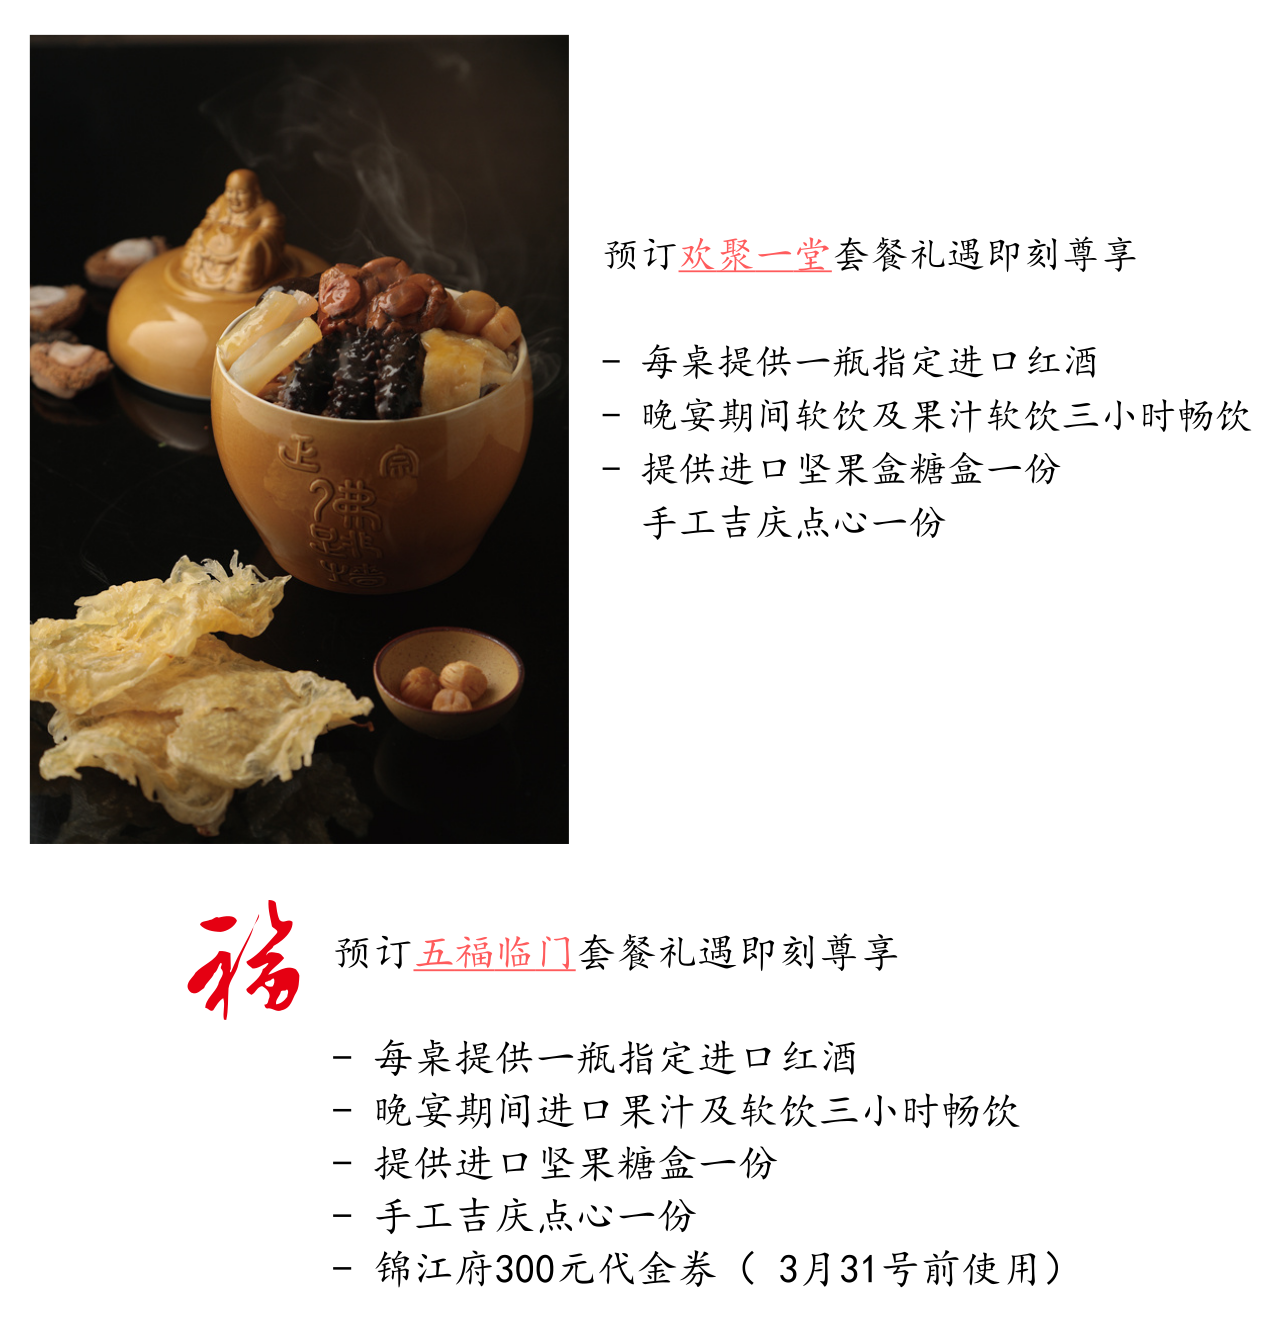 正宗
佛跳墙
预订欢聚一堂套餐礼遇即刻尊享
- 每桌提供一瓶指定进口红酒
- 晚宴期间软饮及果汁软饮三小时畅饮
- 提供进口坚果盒糖盒一份
手工吉庆点心一份
福
预订五福临门套餐礼遇即刻尊享
- 每桌提供一瓶指定进口红酒
- 晚宴期间进口果汁及软饮三小时畅饮
- 提供进口坚果糖盒一份
- 手工吉庆点心一份
- 锦江府300元代金券（ 3月31号前使用）